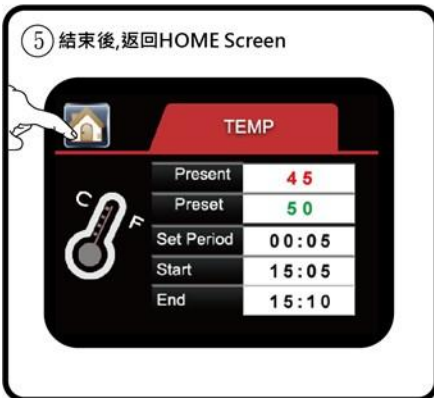 ⑤ 結束後,返回HOME Screen
TEMP
Present 45
Preset 50
C F
Set Period 00:05
Start 15:05
End 15:10